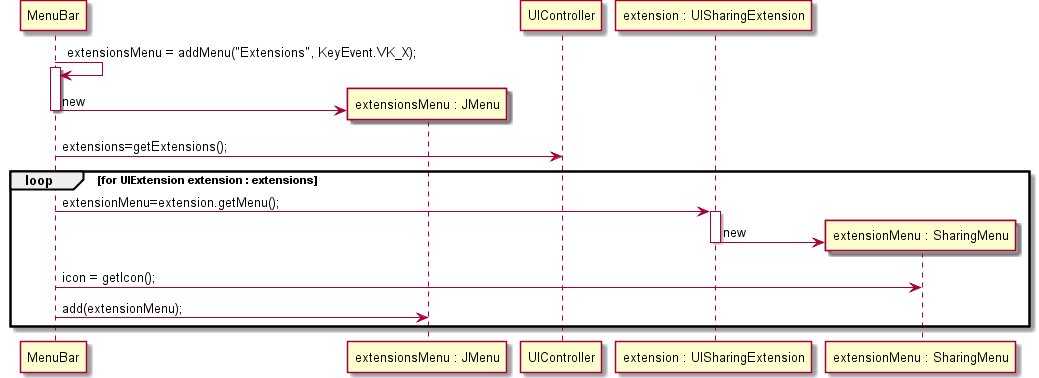 MenuBar
UIController
extension : UISharingExtension
extensionsMenu = addMenu("Extensions", KeyEvent.VK_X);
new
extensionsMenu : JMenu
extensions=getExtensions();
loop
[for UIExtension extension : extensions]
extensionMenu=extension.getMenu();
new
extensionMenu : SharingMenu
icon = getIcon();
add(extensionMenu);
MenuBar
extensionsMenu : JMenu
UIController
extension : UISharingExtension
extensionMenu : SharingMenu